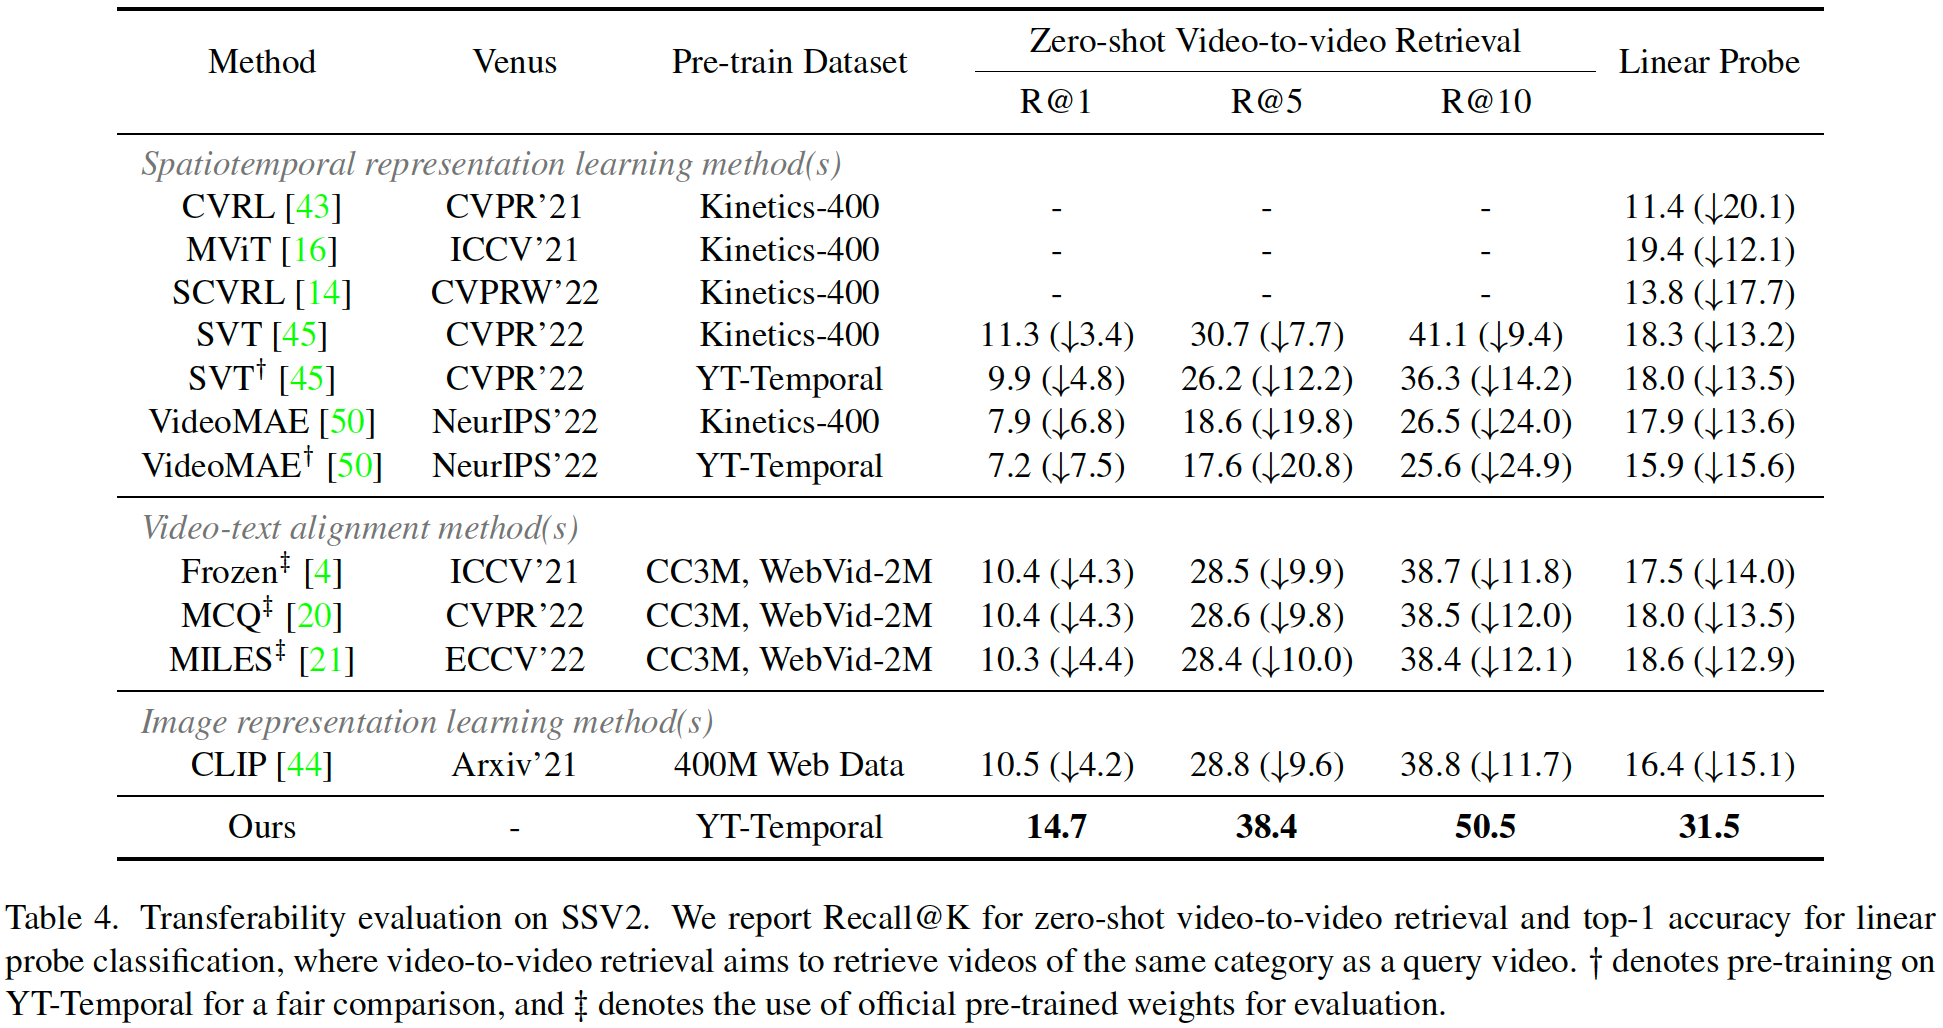 Method Venus Pre-train Dataset Zero-shot Video-to-video Retrieval Linear Probe
R@1 R@5 R@10
Spatiotemporal representation learning method(s)
CVRL [43] CVPR’21 Kinetics-400 - - - 11.4 (↓20.1)
MViT [16] ICCV’21 Kinetics-400 - - - 19.4 (↓12.1)
SCVRL [14] CVPRW’22 Kinetics-400 - - - 13.8 (↓17.7)
SVT [45] CVPR’22 Kinetics-400 11.3 (↓3.4) 30.7 (↓7.7) 41.1 (↓9.4) 18.3 (↓13.2)
SVT† [45] CVPR’22 YT-Temporal 9.9 (↓4.8) 26.2 (↓12.2) 36.3 (↓14.2) 18.0 (↓13.5)
VideoMAE [50] NeurIPS’22 Kinetics-400 7.9 (↓6.8) 18.6 (↓19.8) 26.5 (↓24.0) 17.9 (↓13.6)
VideoMAE† [50] NeurIPS’22 YT-Temporal 7.2 (↓7.5) 17.6 (↓20.8) 25.6 (↓24.9) 15.9 (↓15.6)
Video-text alignment method(s)
Frozen‡ [4] ICCV’21 CC3M, WebVid-2M 10.4 (↓4.3) 28.5 (↓9.9) 38.7 (↓11.8) 17.5 (↓14.0)
MCQ‡ [20] CVPR’22 CC3M, WebVid-2M 10.4 (↓4.3) 28.6 (↓9.8) 38.5 (↓12.0) 18.0 (↓13.5)
MILES‡ [21] ECCV’22 CC3M, WebVid-2M 10.3 (↓4.4) 28.4 (↓10.0) 38.4 (↓12.1) 18.6 (↓12.9)
Image representation learning method(s)
CLIP [44] Arxiv’21 400M Web Data 10.5 (↓4.2) 28.8 (↓9.6) 38.8 (↓11.7) 16.4 (↓15.1)
Ours - YT-Temporal 14.7 38.4 50.5 31.5
Table 4. Transferability evaluation on SSV2. We report Recall@K for zero-shot video-to-video retrieval and top-1 accuracy for linear
probe classification, where video-to-video retrieval aims to retrieve videos of the same category as a query video. † denotes pre-training on
YT-Temporal for a fair comparison, and ‡ denotes the use of official pre-trained weights for evaluation.